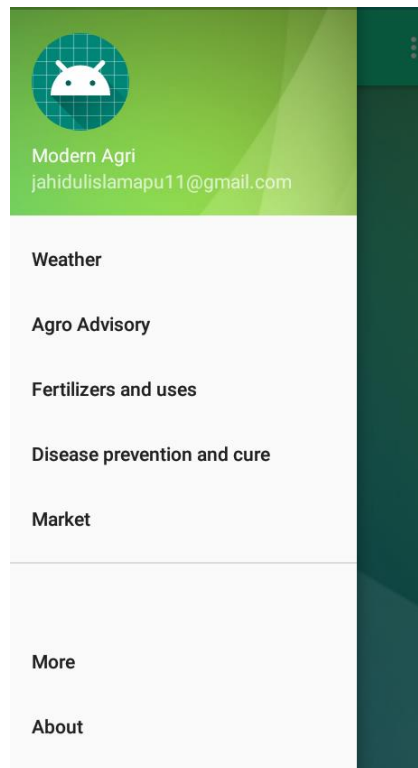 Modern Agri
jahidulislamapu11@gmail.com
Weather
Agro Advisory
Fertilizers and uses
Disease prevention and cure
Market
More
About